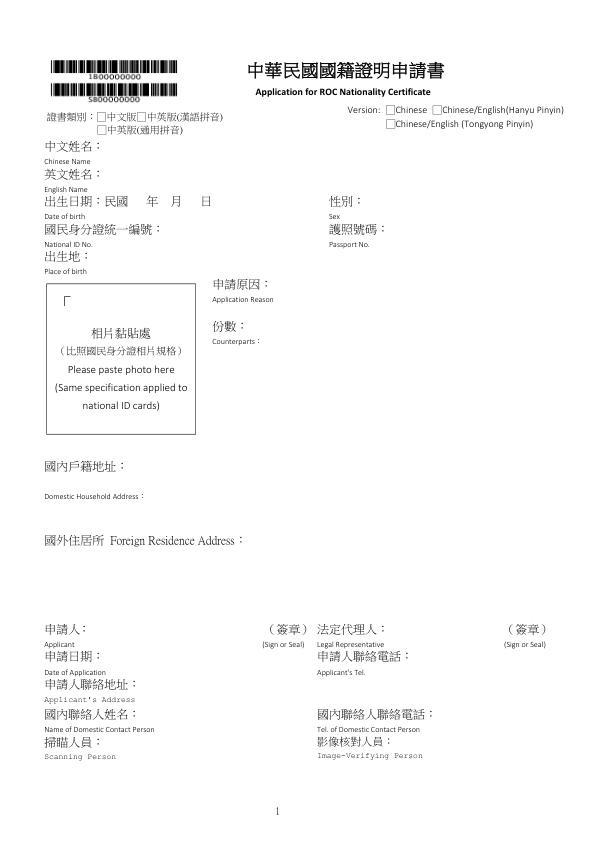 1B00000000
SB00000000
中華民國國籍證明申請書
Application for ROC Nationality Certificate
證書類別：□中文版□中英版(漢語拼音)
□中英版(通用拼音)
Version: □Chinese □Chinese/English(Hanyu Pinyin)
□Chinese/English (Tongyong Pinyin)
中文姓名：
Chinese Name
英文姓名：
English Name
出生日期：民國 年 月 日 性別：
Date of birth Sex
國民身分證統一編號： 護照號碼：
National ID No. Passport No.
出生地：
Place of birth
申請原因：
Application Reason
份數：
Counterparts：
相片黏貼處
（比照國民身分證相片規格）
Please paste photo here
(Same specification applied to
national ID cards)
國內戶籍地址：
Domestic Household Address：
國外住居所 Foreign Residence Address：
申請人： （簽章） 法定代理人： （簽章）
Applicant (Sign or Seal) Legal Representative (Sign or Seal)
申請日期： 申請人聯絡電話：
Date of Application Applicant's Tel.
申請人聯絡地址：
Applicant's Address
國內聯絡人姓名： 國內聯絡人聯絡電話：
Name of Domestic Contact Person Tel. of Domestic Contact Person
掃瞄人員： 影像核對人員：
Scanning Person Image-Verifying Person
1